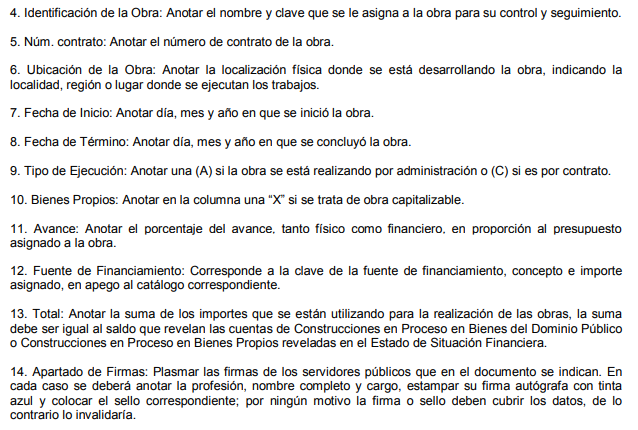 4. Identificación de la Obra: Anotar el nombre y clave que se le asigna a la obra para su control y seguimiento.
5. Núm. contrato: Anotar el número de contrato de la obra.
6. Ubicación de la Obra: Anotar la localización física donde se está desarrollando la obra, indicando la
localidad, región o lugar donde se ejecutan los trabajos.
7. Fecha de Inicio: Anotar día, mes y año en que se inició la obra.
8. Fecha de Término: Anotar día, mes y año en que se concluyó la obra.
9. Tipo de Ejecución: Anotar una (A) si la obra se está realizando por administración o (C) si es por contrato.
10. Bienes Propios: Anotar en la columna una “X” si se trata de obra capitalizable.
11. Avance: Anotar el porcentaje del avance, tanto físico como financiero, en proporción al presupuesto
asignado a la obra.
12. Fuente de Financiamiento: Corresponde a la clave de la fuente de financiamiento, concepto e importe
asignado, en apego al catálogo correspondiente.
13. Total: Anotar la suma de los importes que se están utilizando para la realización de las obras, la suma
debe ser igual al saldo que revelan las cuentas de Construcciones en Proceso en Bienes del Dominio Público
o Construcciones en Proceso en Bienes Propios reveladas en el Estado de Situación Financiera.
14. Apartado de Firmas: Plasmar las firmas de los servidores públicos que en el documento se indican. En
cada caso se deberá anotar la profesión, nombre completo y cargo, estampar su firma autógrafa con tinta
azul y colocar el sello correspondiente; por ningún motivo la firma o sello deben cubrir los datos, de lo
contrario lo invalidaría.